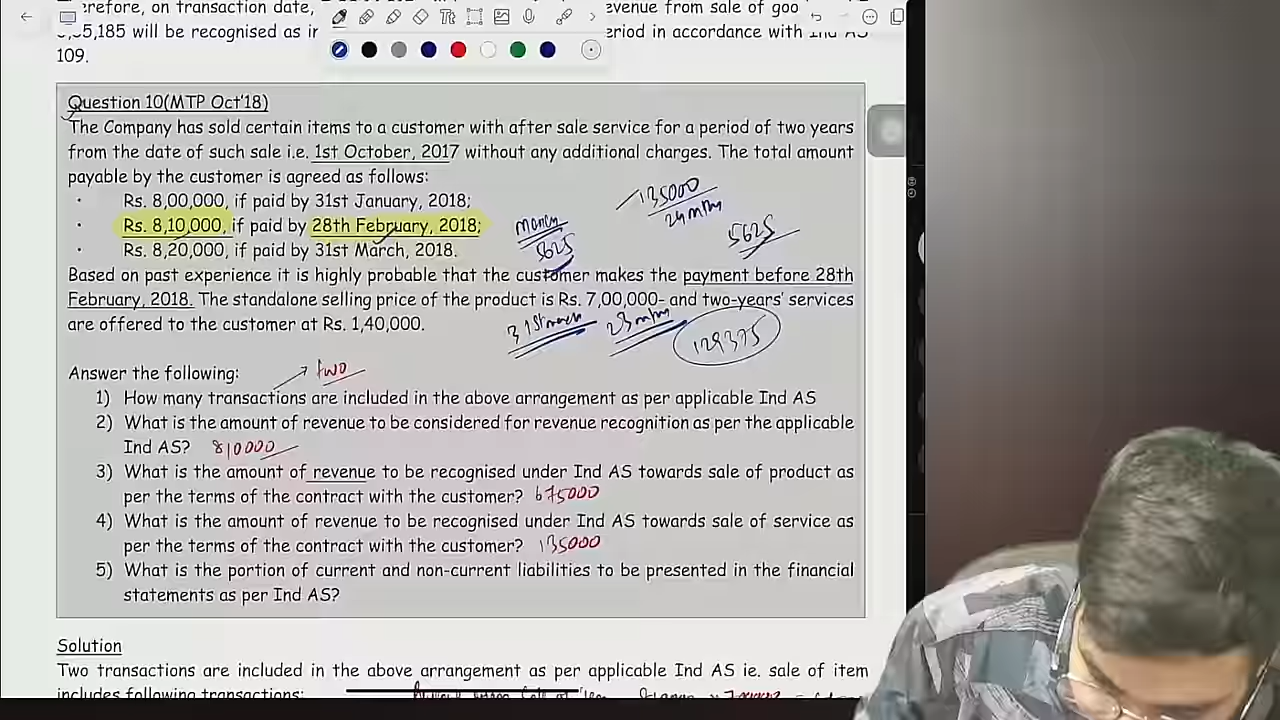 erefore, on transaction date,
evenue from sale of goo
will be recognised as in
eriod in accordance with Ind AS
109.
Question 10(MTP Oct'18)
The Company has sold certain items to a customer with after sale service for a period of two years
from the date of such sale i.e. 1st October, 2017 without any additional charges. The total amount
payable by the customer is agreed as follows:
· Rs. 8,00,000, if paid by 31st January, 2018;
· Rs. 8,10,000, if paid by 28th February, 2018;
· Rs. 8,20,000, if paid by 31st March, 2018.
135000
24 mths
5625
March
5625
Based on past experience it is highly probable that the customer makes the payment before 28th
February, 2018. The standalone selling price of the product is Rs. 7,00,000- and two-years' services
are offered to the customer at Rs. 1,40,000.
31st march 23 mths 129375
Answer the following: two
1) How many transactions are included in the above arrangement as per applicable Ind AS
2) What is the amount of revenue to be considered for revenue recognition as per the applicable
Ind AS? 810000
3) What is the amount of revenue to be recognised under Ind AS towards sale of product as
per the terms of the contract with the customer? 675000
4) What is the amount of revenue to be recognised under Ind AS towards sale of service as
per the terms of the contract with the customer? 135000
5) What is the portion of current and non-current liabilities to be presented in the financial
statements as per Ind AS?
Solution
Two transactions are included in the above arrangement as per applicable Ind AS ie. sale of item
includes following transactions: